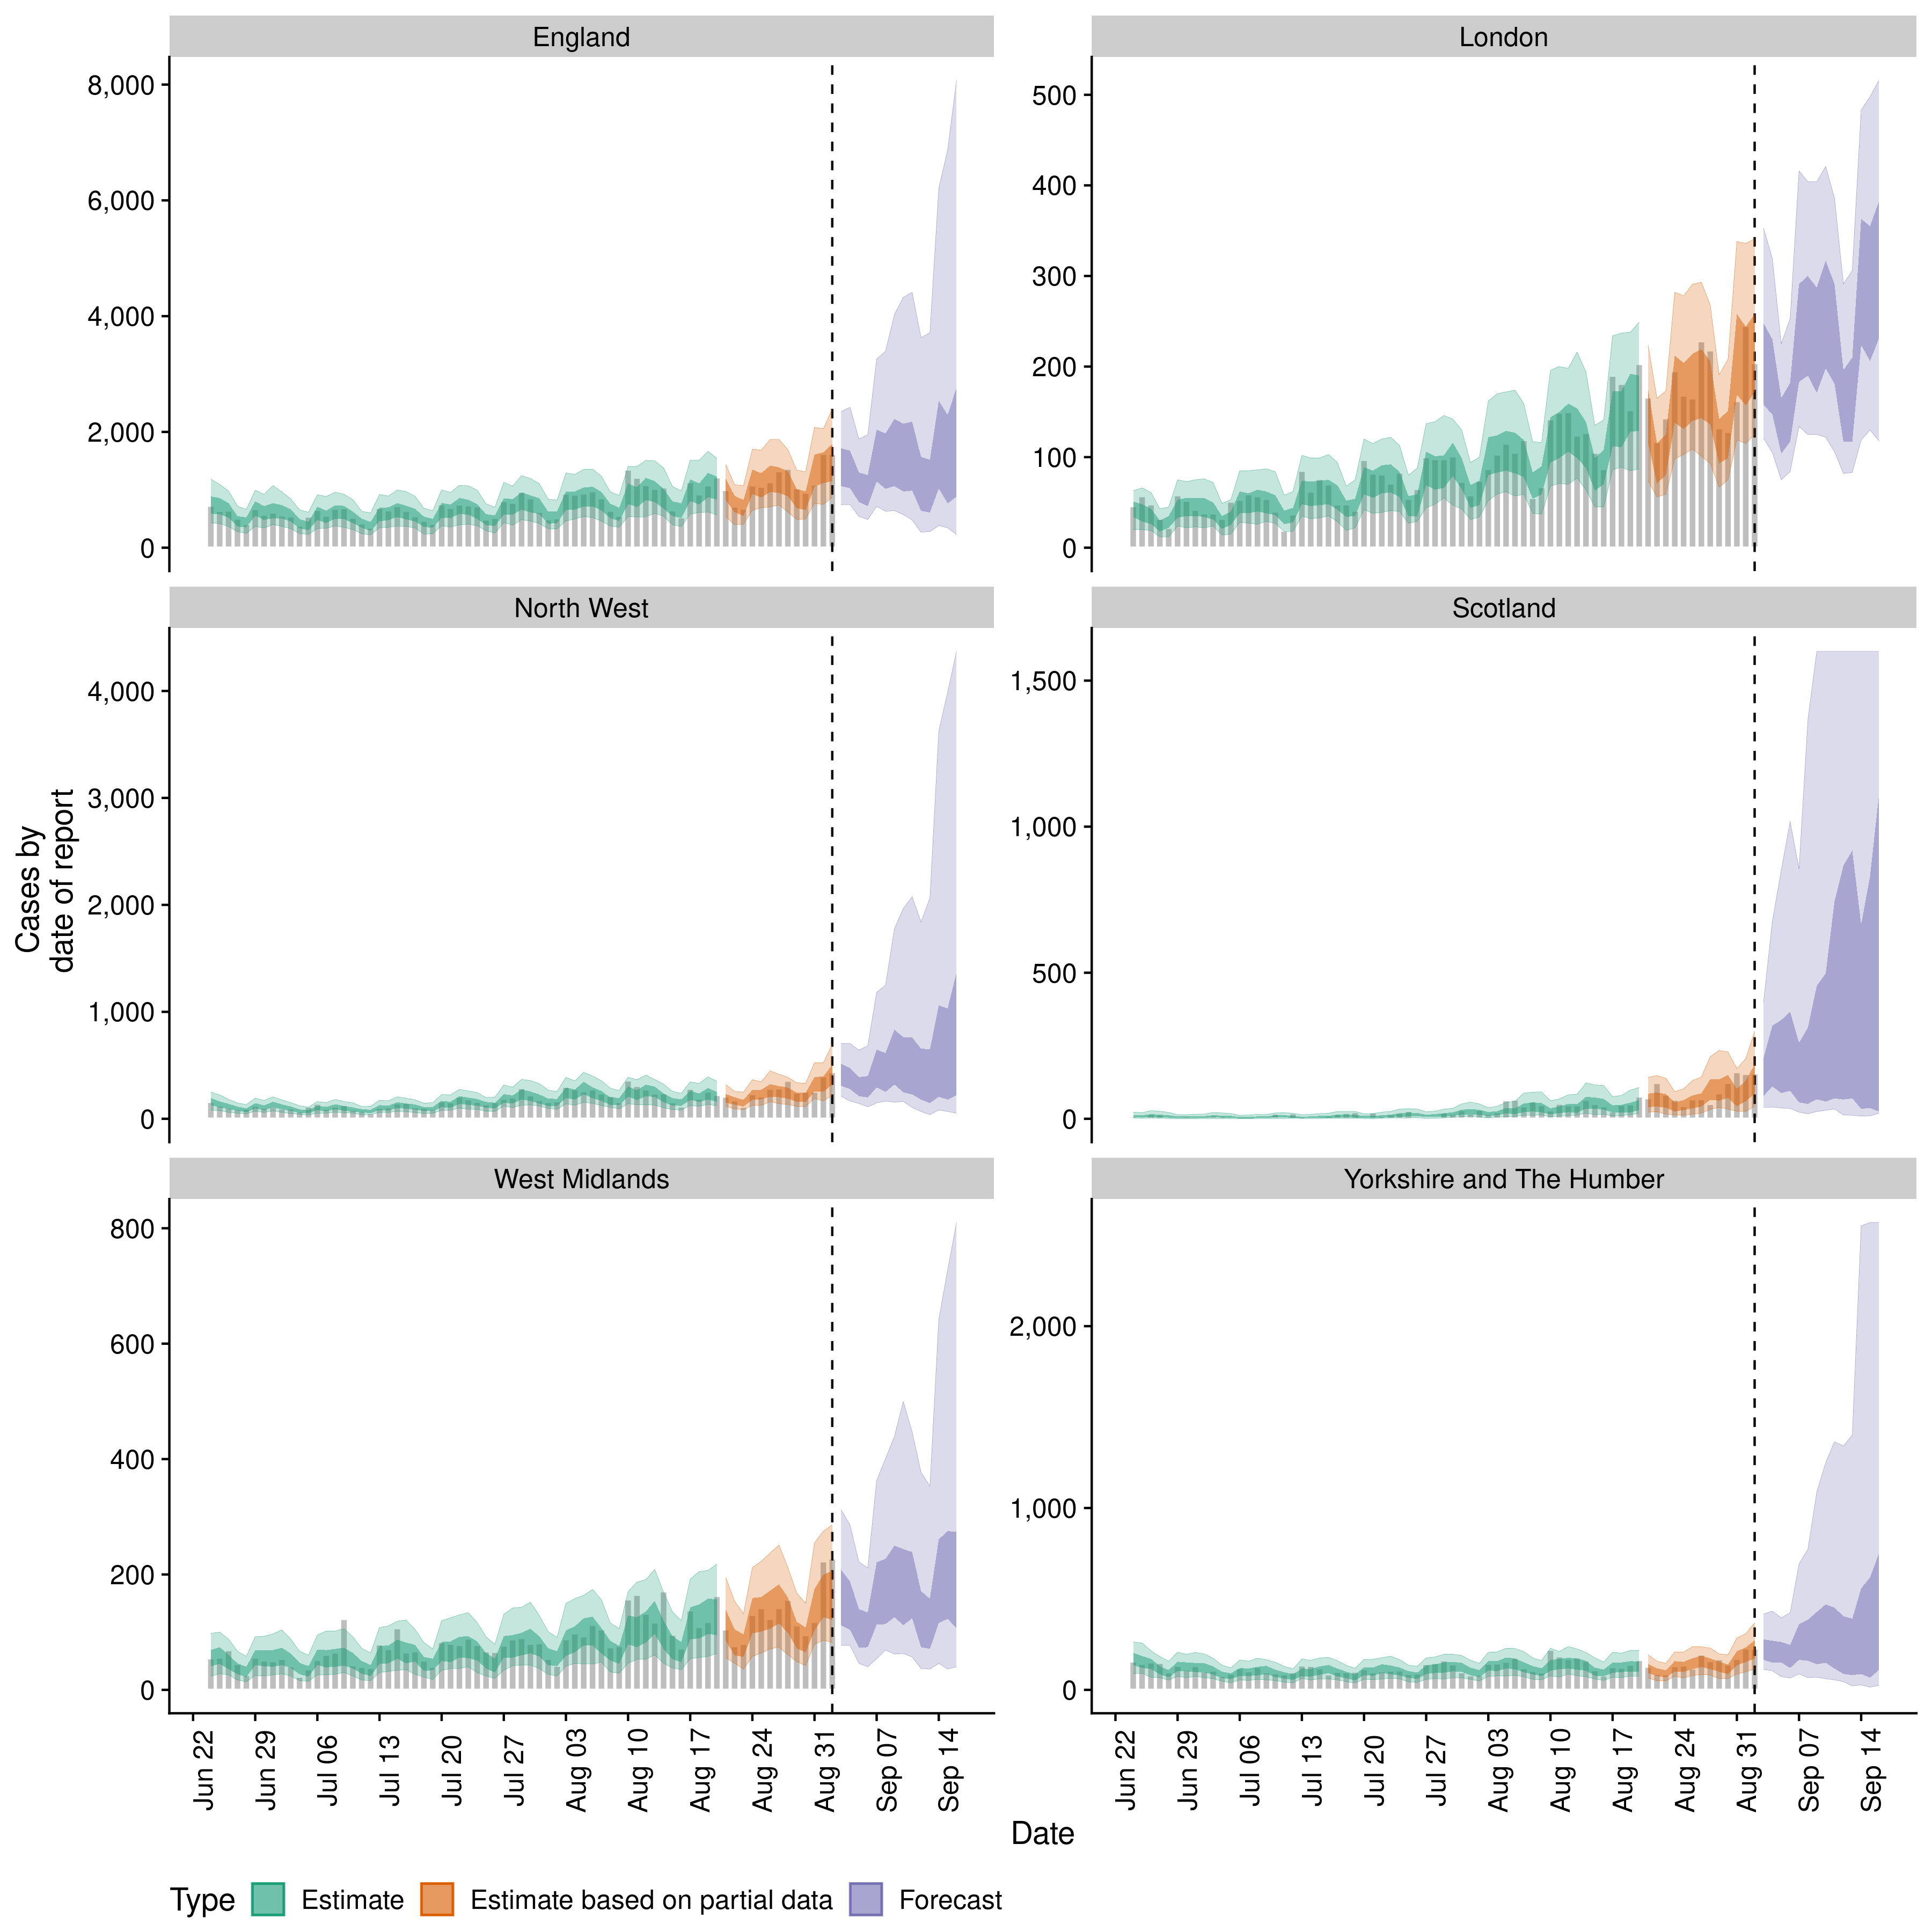 England
London
8,000
6,000
4,000
2,000
0
500
400
300
200
100
0
North West
Scotland
4,000
3,000
2,000
1,000
0
1,500
1,000
500
0
Cases by
date of report
West Midlands
Yorkshire and The Humber
800
600
400
200
0
2,000
1,000
0
Jun 22 Jun 29 Jul 06 Jul 13 Jul 20 Jul 27 Aug 03 Aug 10 Aug 17 Aug 24 Aug 31 Sep 07 Sep 14
Jun 22 Jun 29 Jul 06 Jul 13 Jul 20 Jul 27 Aug 03 Aug 10 Aug 17 Aug 24 Aug 31 Sep 07 Sep 14
Date
Type Estimate Estimate based on partial data Forecast